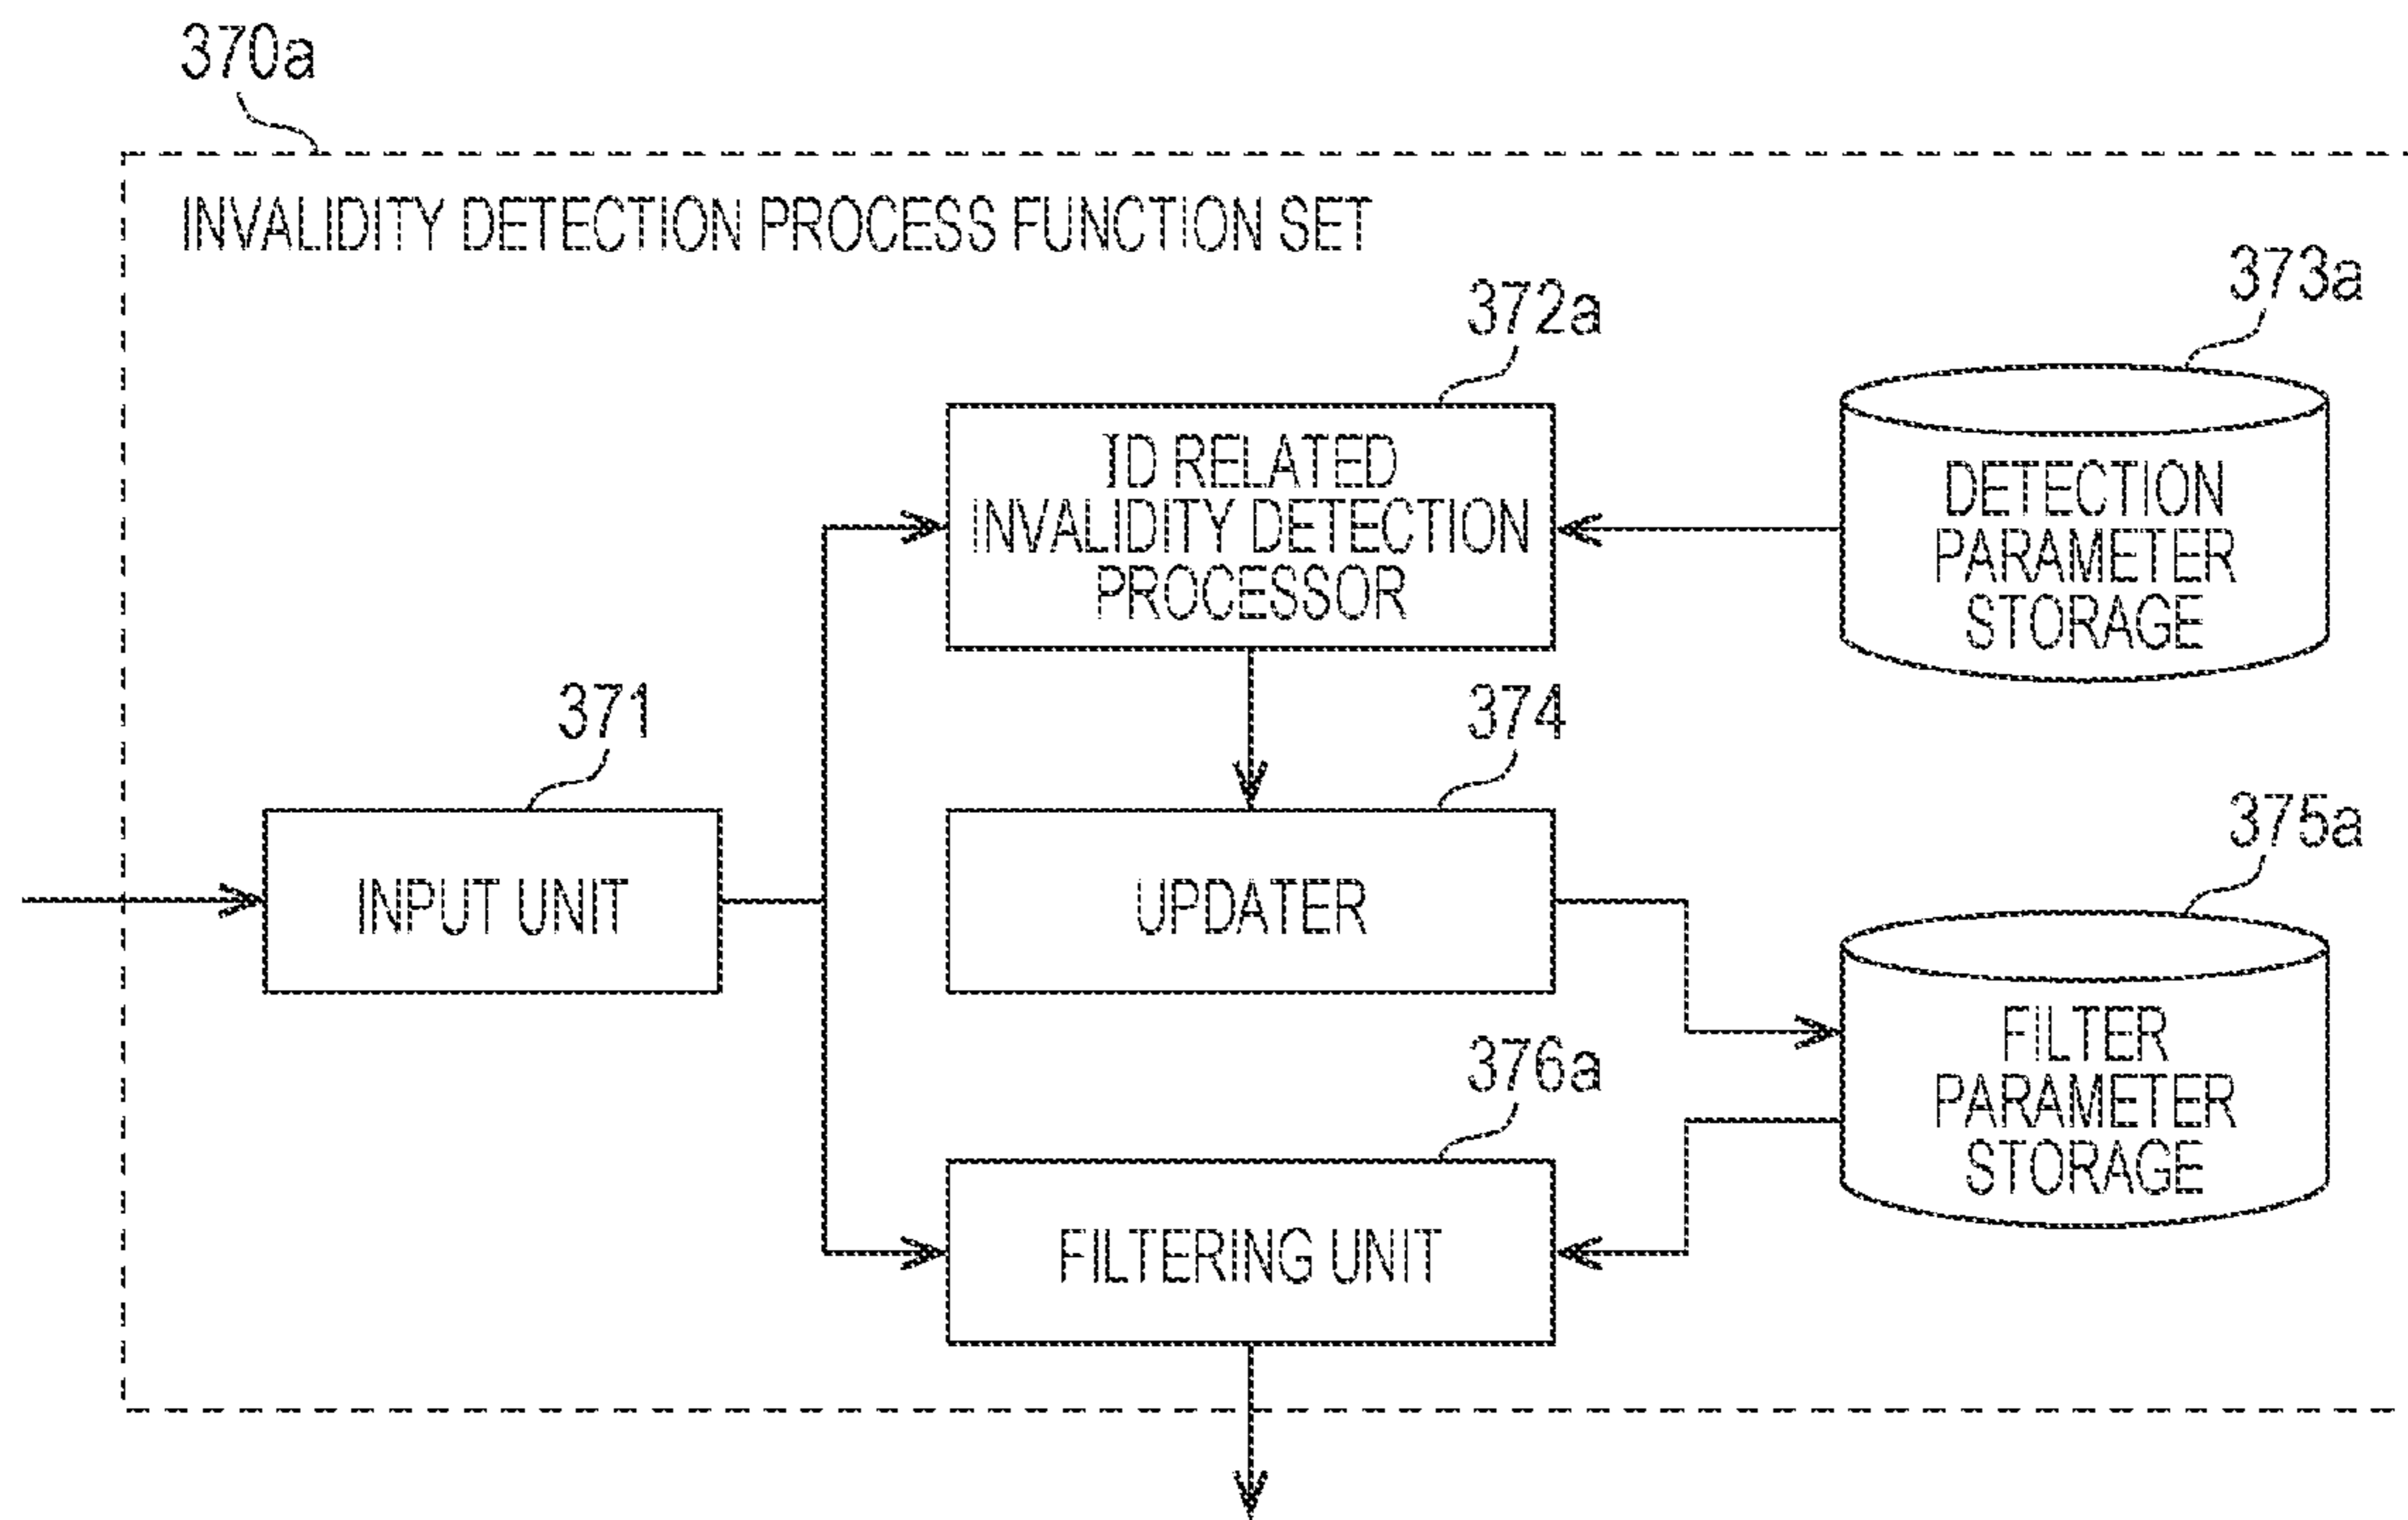 370a
INVALIDITY DETECTION PROCESS FUNCTION SET
373a
372a
ID RELATED
INVALIDITY DETECTION
PROCESSOR
DETECTION
PARAMETER
STORAGE
371
374
375a
INPUT UNIT
UPDATER
FILTER
PARAMETER
STORAGE
376a
FILTERING UNIT